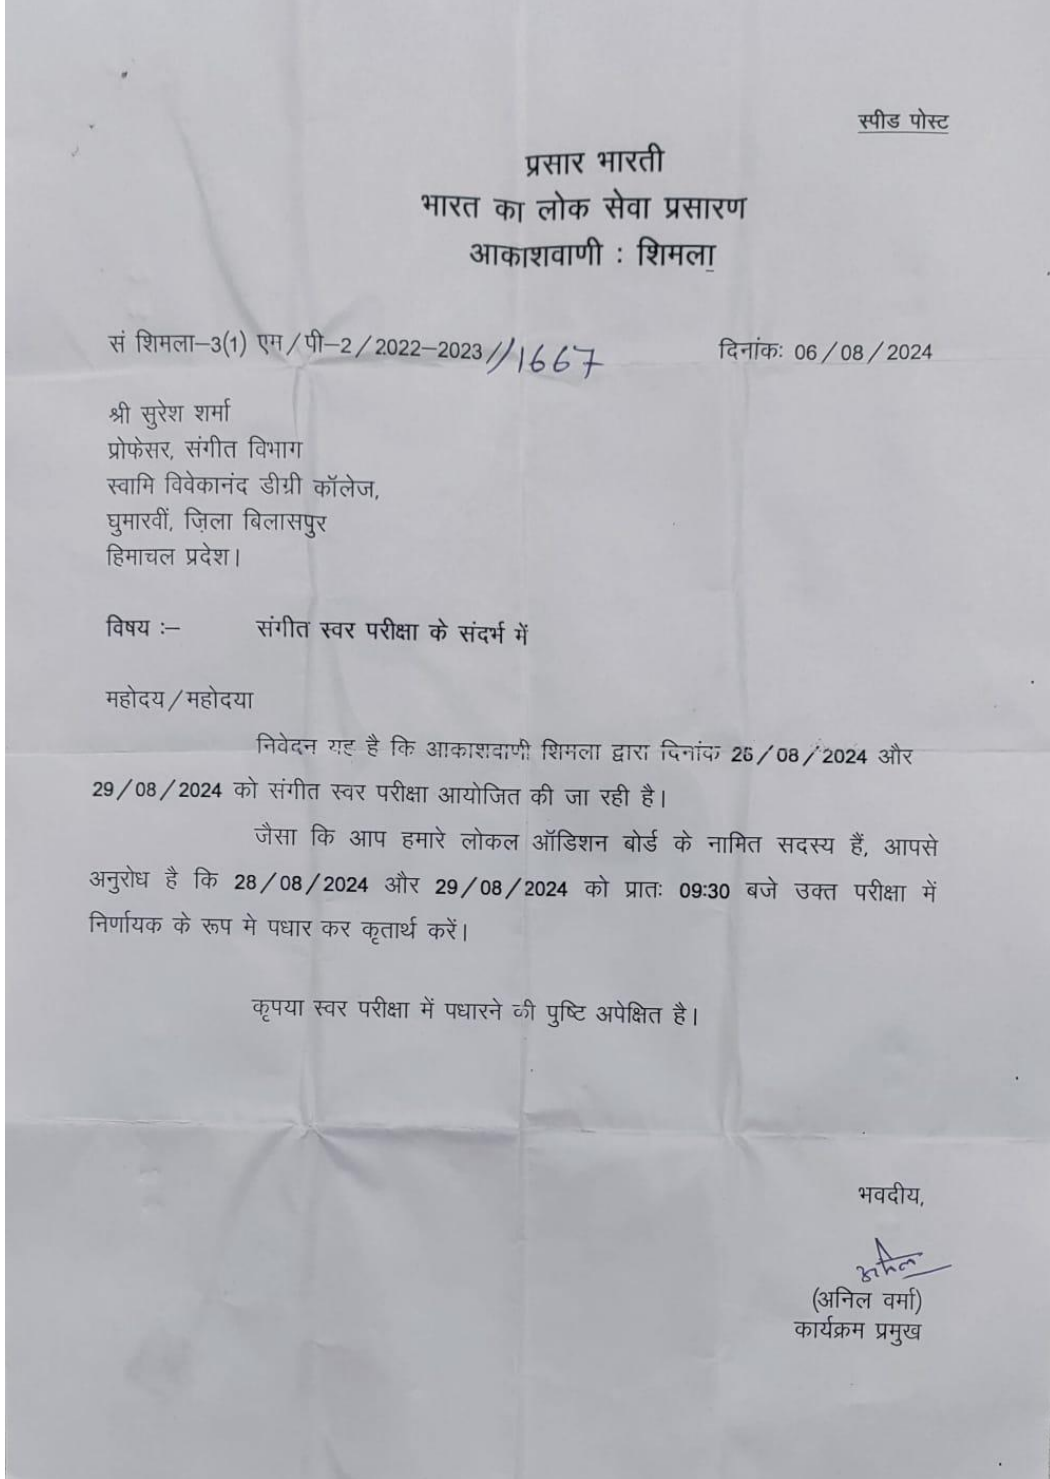 स्पीड पोस्ट
प्रसार भारती
भारत का लोक सेवा प्रसारण
आकाशवाणी : शिमला
सं शिमला–3(1) एम/पी–2/2022–2023//1667 दिनांकः 06/08/2024
श्री सुरेश शर्मा
प्रोफेसर, संगीत विभाग
स्वामि विवेकानंद डीग्री कॉलेज,
घुमारवीं, ज़िला बिलासपुर
हिमाचल प्रदेश।
विषय :– संगीत स्वर परीक्षा के संदर्भ में
महोदय/महोदया
निवेदन यह है कि आकाशवाणी शिमला द्वारा दिनांक 28/08/2024 और
29/08/2024 को संगीत स्वर परीक्षा आयोजित की जा रही है।
जैसा कि आप हमारे लोकल ऑडिशन बोर्ड के नामित सदस्य हैं, आपसे
अनुरोध है कि 28/08/2024 और 29/08/2024 को प्रातः 09:30 बजे उक्त परीक्षा में
निर्णायक के रूप मे पधार कर कृतार्थ करें।
कृपया स्वर परीक्षा में पधारने की पुष्टि अपेक्षित है।
भवदीय,
अनिल
(अनिल वर्मा)
कार्यक्रम प्रमुख